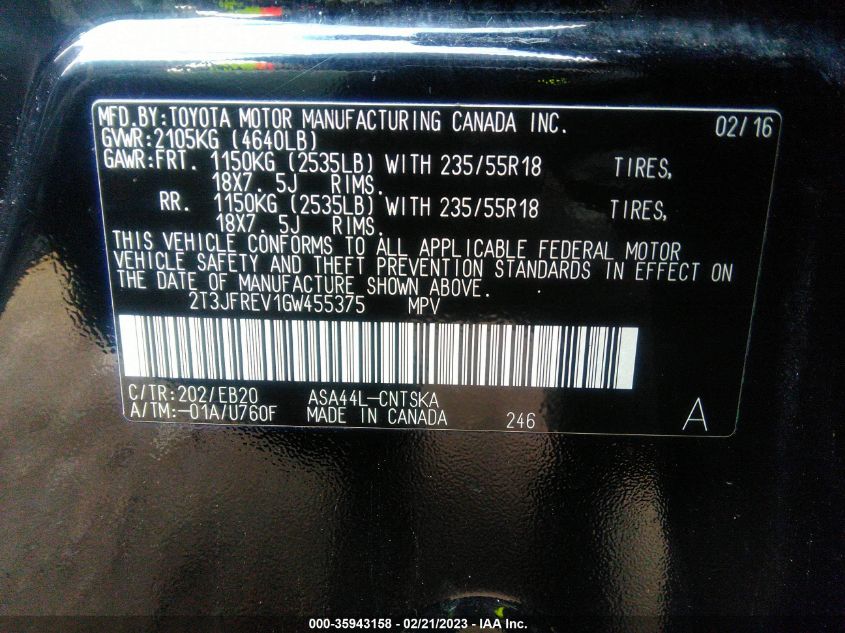 MFD.BY:TOYOTA MOTOR MANUFACTURING CANADA INC. 02/16
GVWR:2105KG (4640LB)
GAWR:FRT. 1150KG (2535LB) WITH 235/55R18 TIRES,
18X7.5J RIMS.
RR. 1150KG (2535LB) WITH 235/55R18 TIRES,
18X7.5J RIMS.
THIS VEHICLE CONFORMS TO ALL APPLICABLE FEDERAL MOTOR
VEHICLE SAFETY AND THEFT PREVENTION STANDARDS IN EFFECT ON
THE DATE OF MANUFACTURE SHOWN ABOVE.
2T3JFREV1GW455375 MPV
C/TR:202/EB20 ASA44L-CNTSKA
A/TM:-01A/U760F MADE IN CANADA 246 A
000-35943158 - 02/21/2023 - IAA Inc.